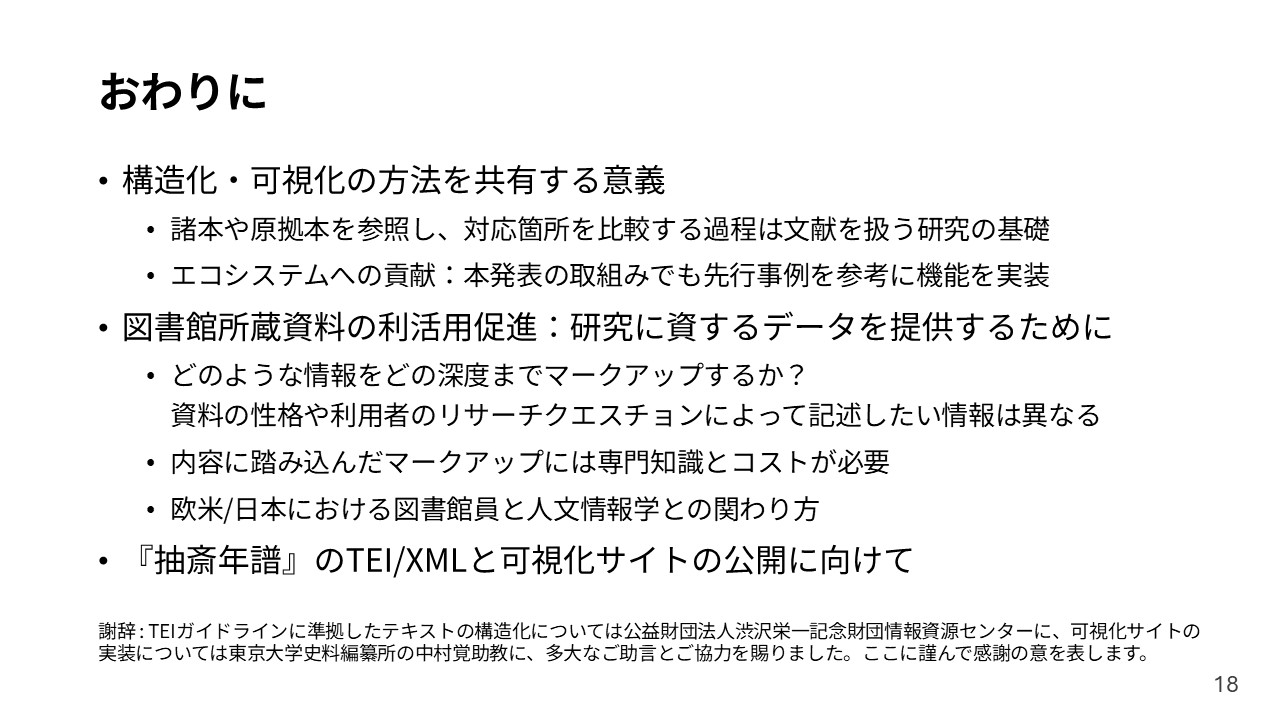 おわりに
• 構造化・可視化の方法を共有する意義
• 諸本や原拠本を参照し、対応箇所を比較する過程は文献を扱う研究の基礎
• エコシステムへの貢献：本発表の取組みでも先行事例を参考に機能を実装
• 図書館所蔵資料の利活用促進：研究に資するデータを提供するために
• どのような情報をどの深度までマークアップするか？
資料の性格や利用者のリサーチクエスチョンによって記述したい情報は異なる
• 内容に踏み込んだマークアップには専門知識とコストが必要
• 欧米/日本における図書館員と人文情報学との関わり方
• 『抽斎年譜』のTEI/XMLと可視化サイトの公開に向けて
謝辞：TEIガイドラインに準拠したテキストの構造化については公益財団法人渋沢栄一記念財団情報資源センターに、可視化サイトの
実装については東京大学史料編纂所の中村覚助教に、多大なご助言とご協力を賜りました。ここに謹んで感謝の意を表します。
18